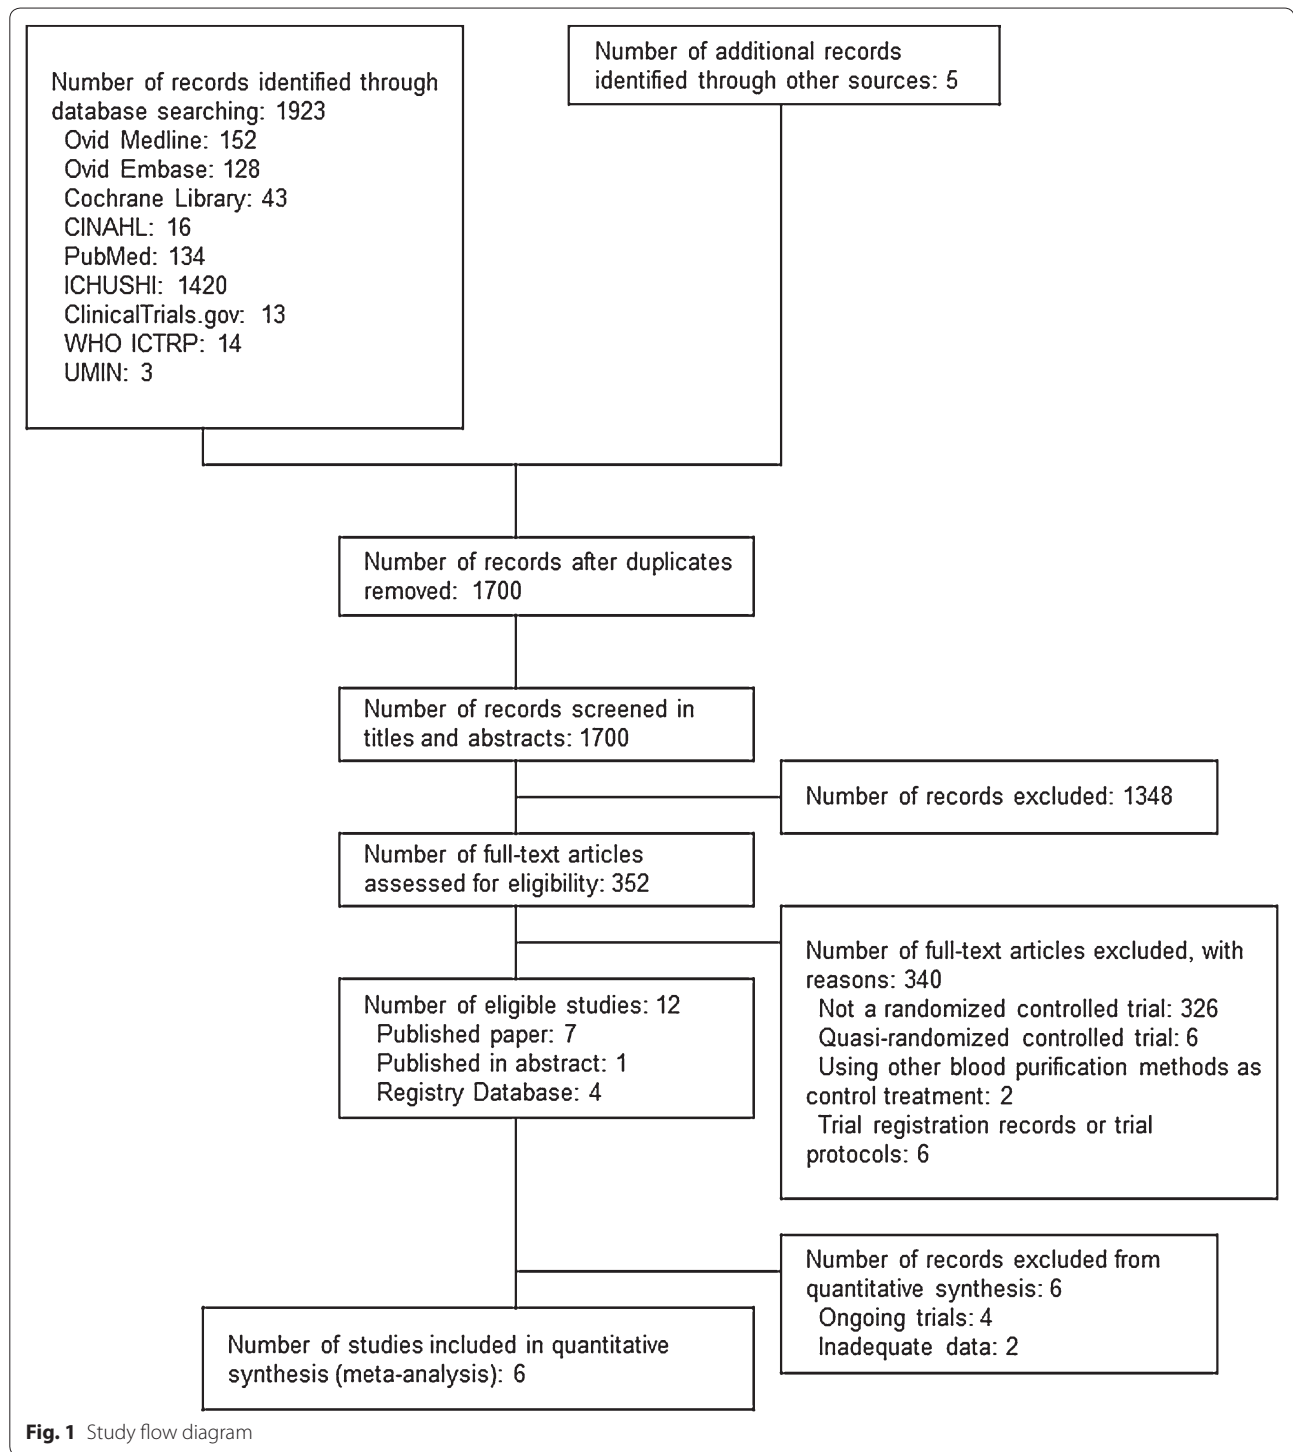 Number of records identified through
database searching: 1923
Ovid Medline: 152
Ovid Embase: 128
Cochrane Library: 43
CINAHL: 16
PubMed: 134
ICHUSHI: 1420
ClinicalTrials.gov: 13
WHO ICTRP: 14
UMIN: 3
Number of additional records
identified through other sources: 5
Number of records after duplicates
removed: 1700
Number of records screened in
titles and abstracts: 1700
Number of records excluded: 1348
Number of full-text articles
assessed for eligibility: 352
Number of full-text articles excluded, with
reasons: 340
Not a randomized controlled trial: 326
Quasi-randomized controlled trial: 6
Using other blood purification methods as
control treatment: 2
Trial registration records or trial
protocols: 6
Number of eligible studies: 12
Published paper: 7
Published in abstract: 1
Registry Database: 4
Number of records excluded from
quantitative synthesis: 6
Ongoing trials: 4
Inadequate data: 2
Number of studies included in quantitative
synthesis (meta-analysis): 6
Fig. 1 Study flow diagram